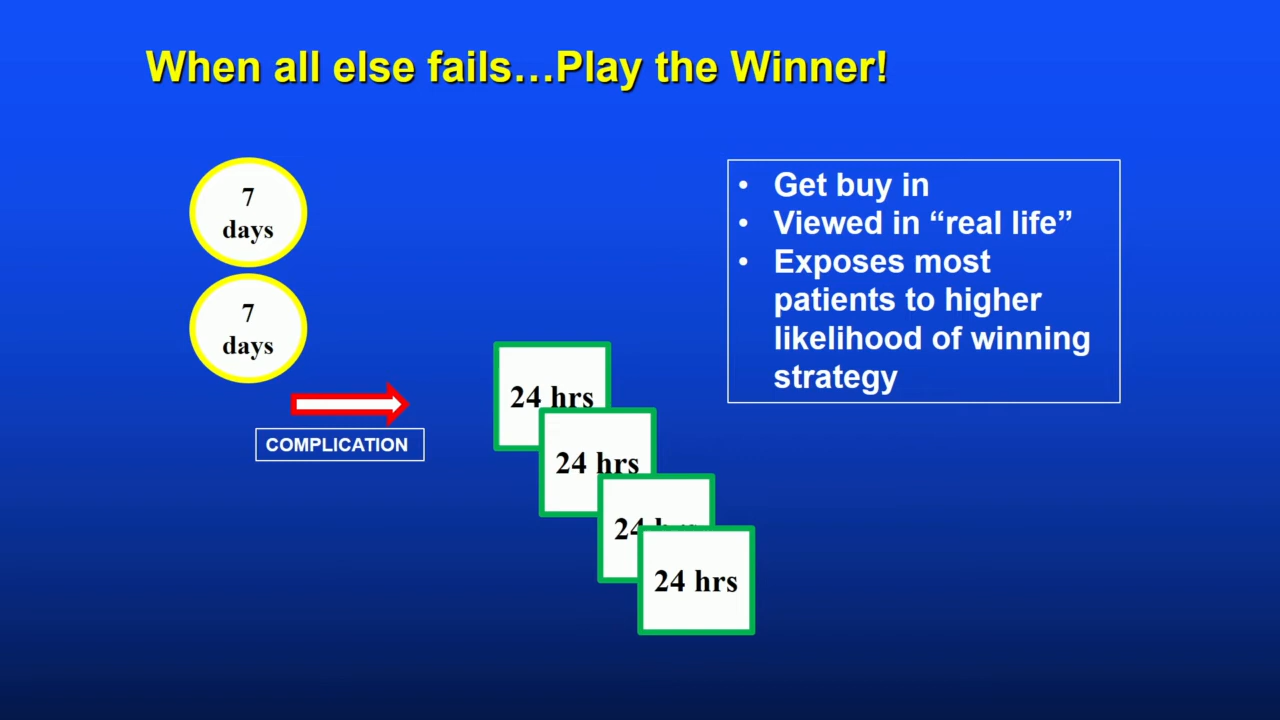 When all else fails…Play the Winner!
7
days
7
days
COMPLICATION
24 hrs
24 hrs
24
24 hrs
• Get buy in
• Viewed in “real life”
• Exposes most
patients to higher
likelihood of winning
strategy